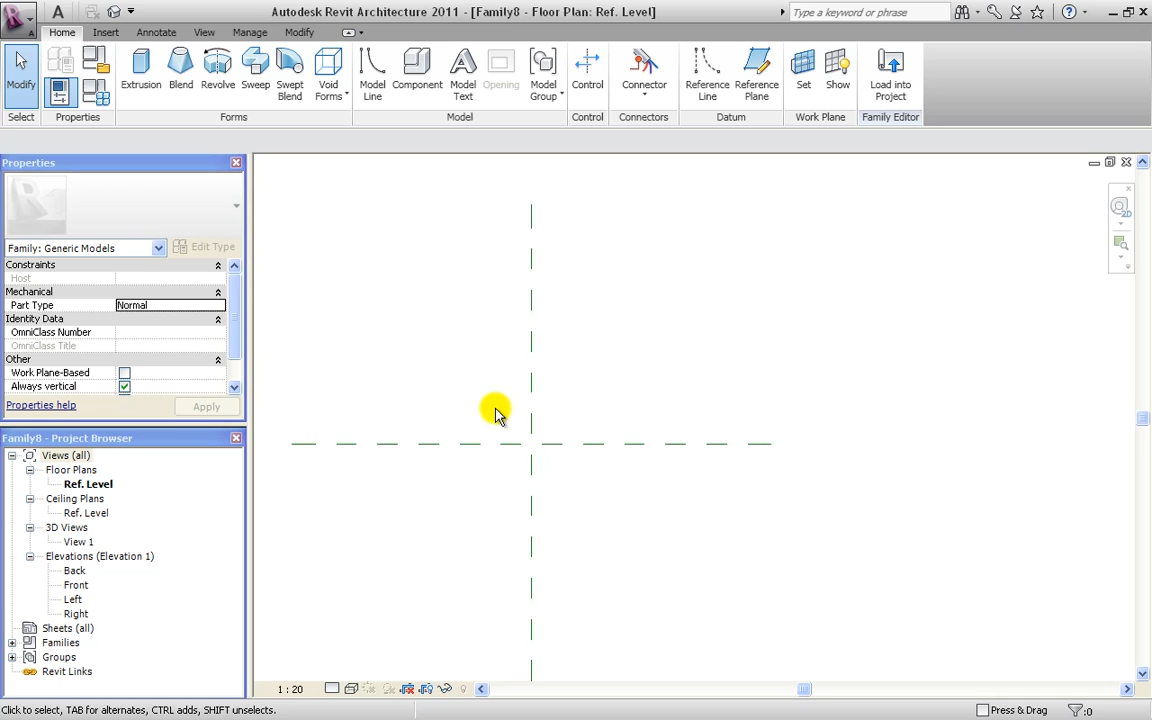 Autodesk Revit Architecture 2011 - [Family8 - Floor Plan: Ref. Level]
Type a keyword or phrase
Home Insert Annotate View Manage Modify
Modify
Extrusion Blend Revolve Sweep Swept Blend Void Forms
Model Line Component Model Text Opening Model Group
Control Connector Reference Line Reference Plane Set Show Load into Project
Select Properties Forms Model Control Connectors Datum Work Plane Family Editor
Properties
Family: Generic Models Edit Type
Constraints
Host
Mechanical
Part Type Normal
Identity Data
OmniClass Number
OmniClass Title
Other
Work Plane-Based
Always vertical
Properties help Apply
Family8 - Project Browser
Views (all)
Floor Plans
Ref. Level
Ceiling Plans
Ref. Level
3D Views
View 1
Elevations (Elevation 1)
Back
Front
Left
Right
Sheets (all)
Families
Groups
Revit Links
2D
1 : 20
Click to select, TAB for alternates, CTRL adds, SHIFT unselects.
Press & Drag :0